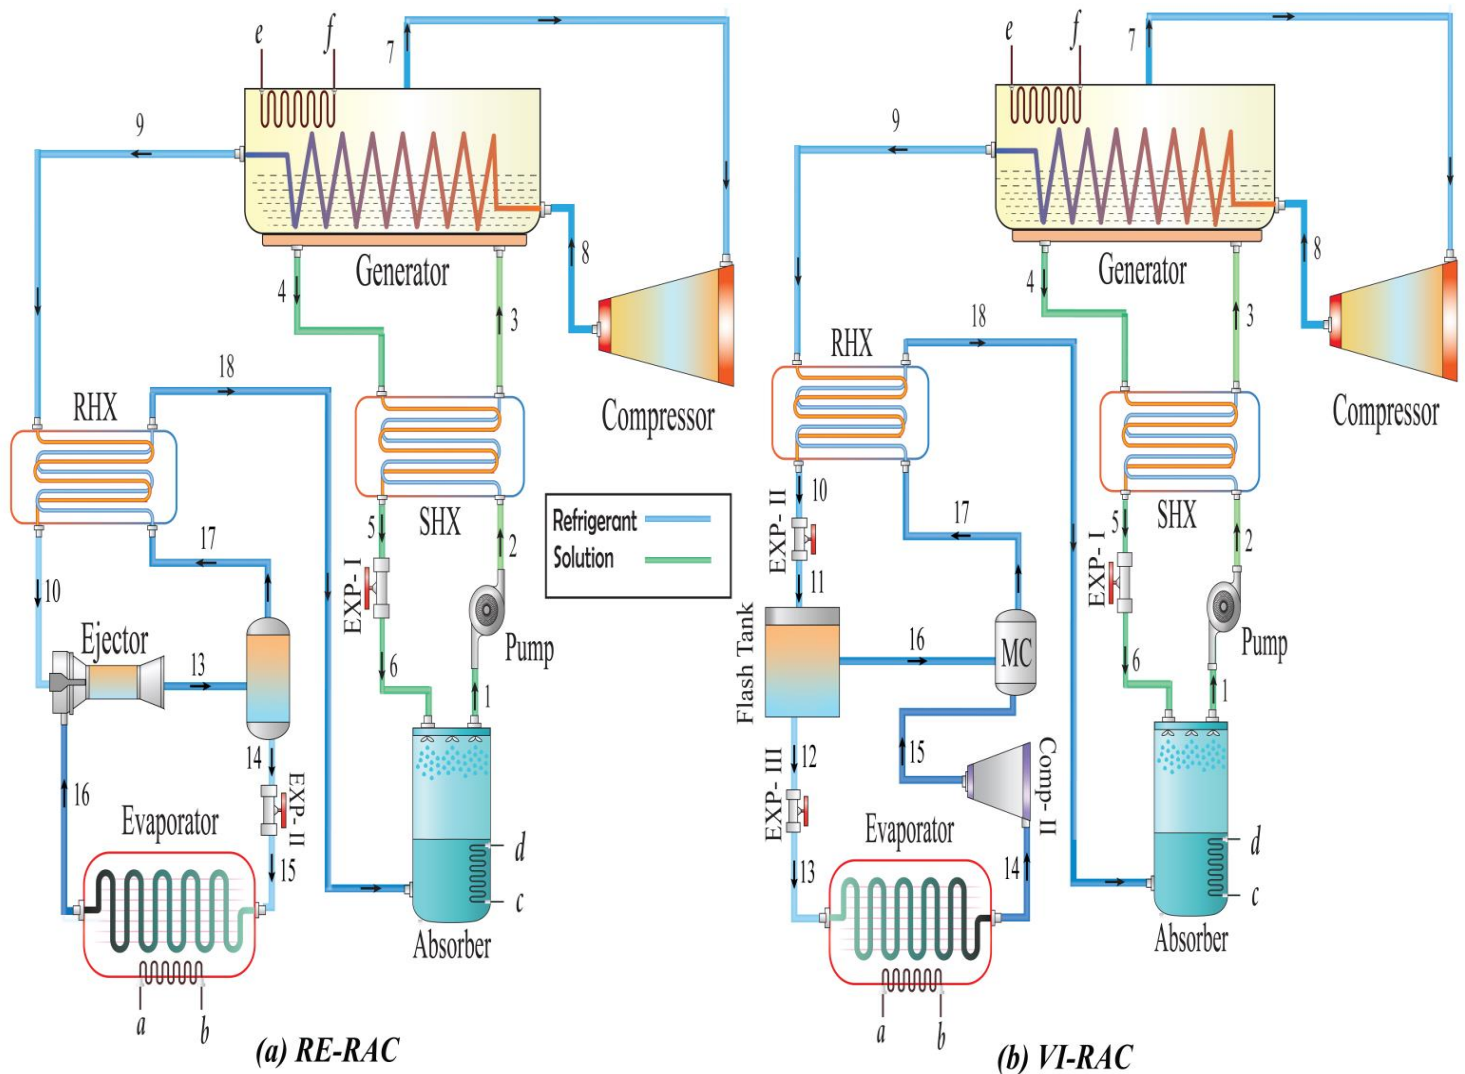 e
f
7
9
8
Generator
4
3
18
RHX
Compressor
SHX
17
5
2
10
EXP- I
Ejector
13
Pump
6
1
14
16
EXP- II
Evaporator
15
d
c
Absorber
a
b
(a) RE-RAC
Refrigerant
Solution
e
f
7
9
8
Generator
4
3
18
RHX
Compressor
10
SHX
EXP- II
17
5
2
11
EXP- I
Flash Tank
16
MC
Pump
6
1
12
15
Comp- II
EXP- III
Evaporator
13
14
d
c
Absorber
a
b
(b) VI-RAC